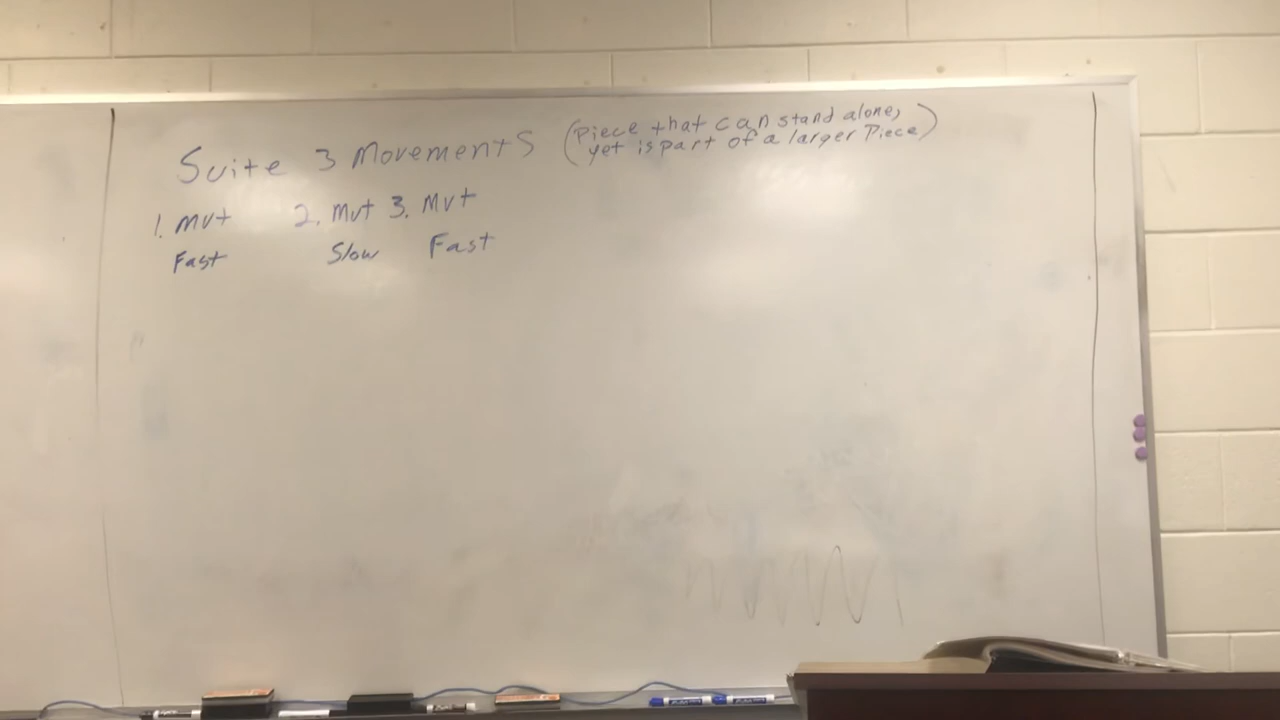 Suite 3 Movements (Piece that can stand alone,
yet is part of a larger Piece)
1. Mvt 2. Mvt 3. Mvt
Fast Slow Fast